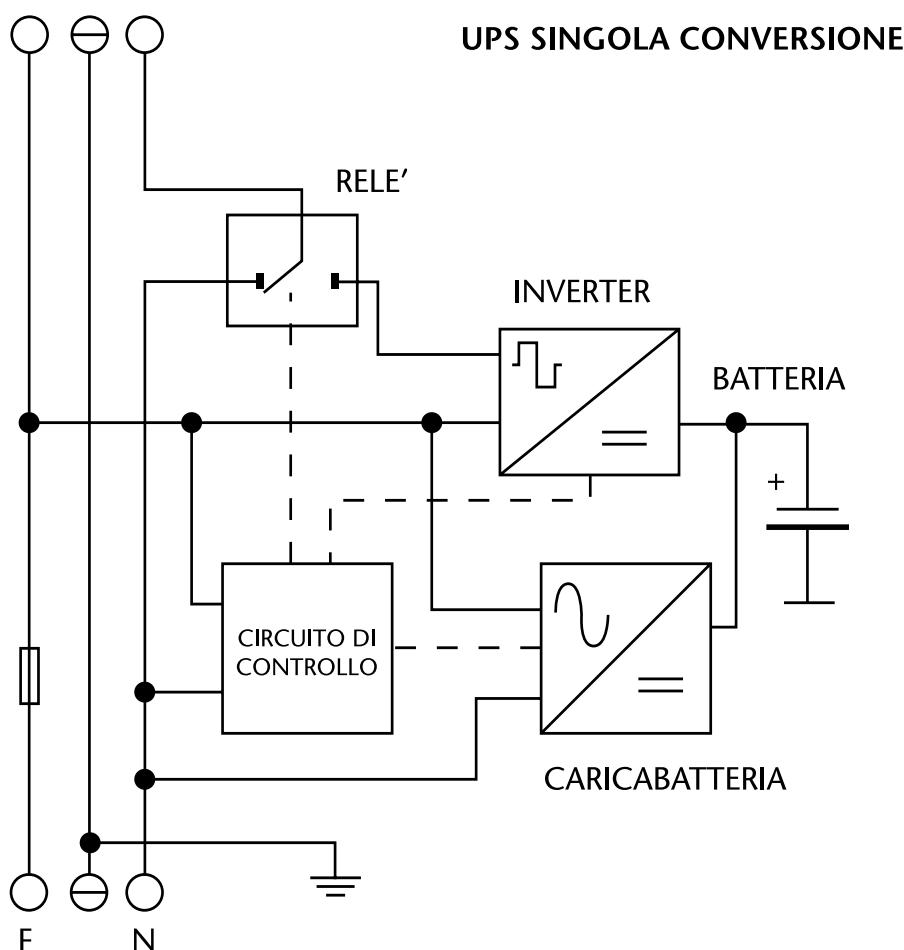 UPS SINGOLA CONVERSIONE
RELE'
INVERTER
BATTERIA
+
CIRCUITO DI
CONTROLLO
CARICABATTERIA
F
N